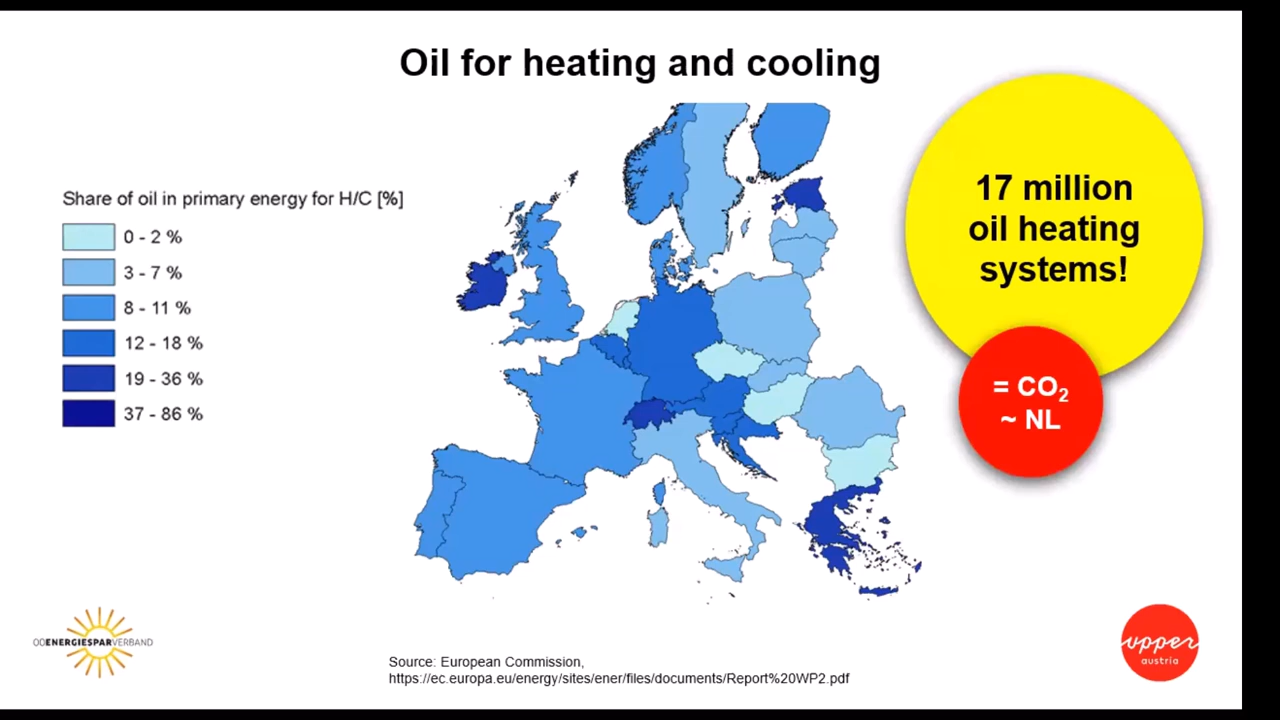 Oil for heating and cooling
Share of oil in primary energy for H/C [%]
0 - 2 %
3 - 7 %
8 - 11 %
12 - 18 %
19 - 36 %
37 - 86 %
17 million
oil heating
systems!
= CO₂
~ NL
OÖENERGIESPARVERBAND
Source: European Commission,
https://ec.europa.eu/energy/sites/ener/files/documents/Report%20WP2.pdf
upper
austria